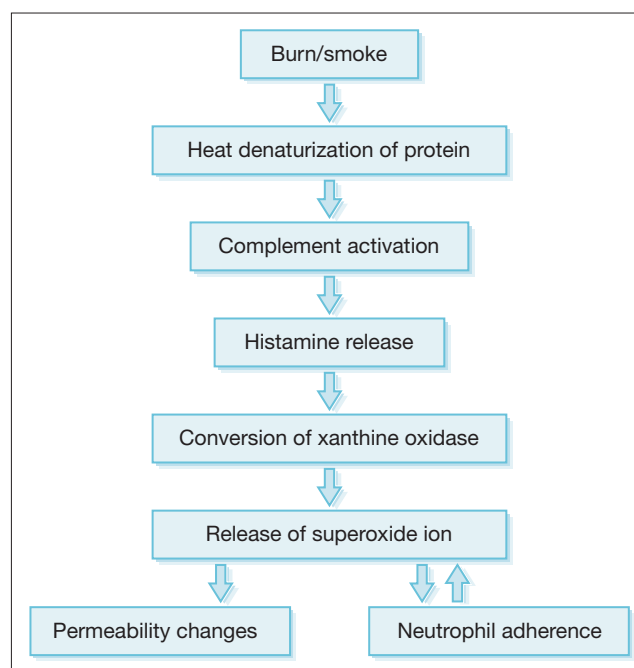 Burn/smoke
Heat denaturization of protein
Complement activation
Histamine release
Conversion of xanthine oxidase
Release of superoxide ion
Permeability changes
Neutrophil adherence